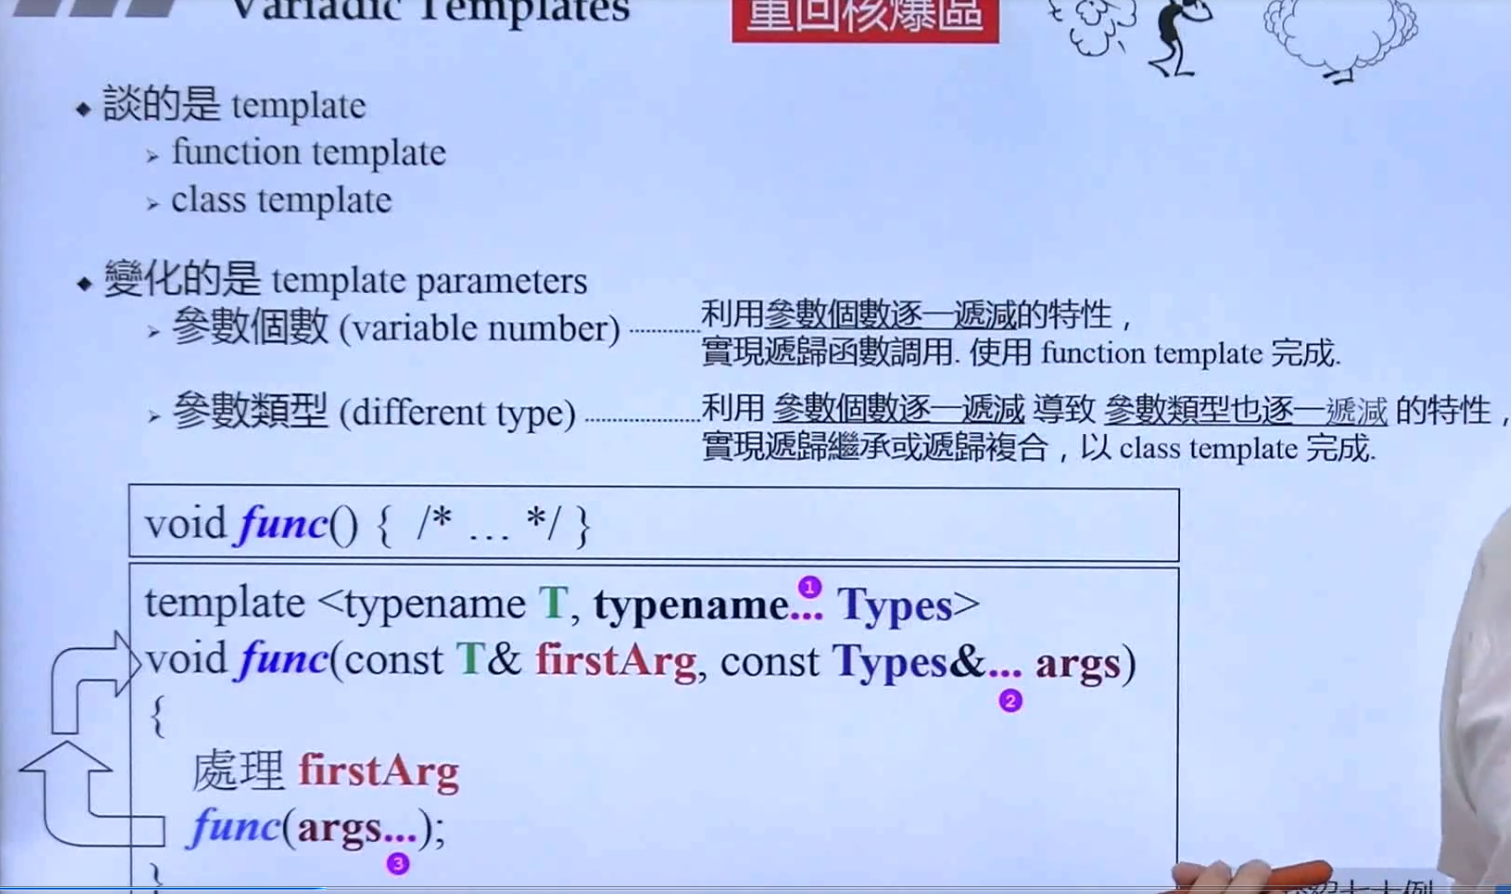 Variadic Templates
重回核爆區
談的是 template
function template
class template
變化的是 template parameters
參數個數 (variable number)
利用參數個數逐一遞減的特性，
實現遞歸函數調用. 使用 function template 完成.
參數類型 (different type)
利用 參數個數逐一遞減 導致 參數類型也逐一遞減 的特性，
實現遞歸繼承或遞歸複合，以 class template 完成.
void func() { /* … */ }
template <typename T, typename... Types>
1
void func(const T& firstArg, const Types&... args)
2
{
處理 firstArg
func(args...);
3
}